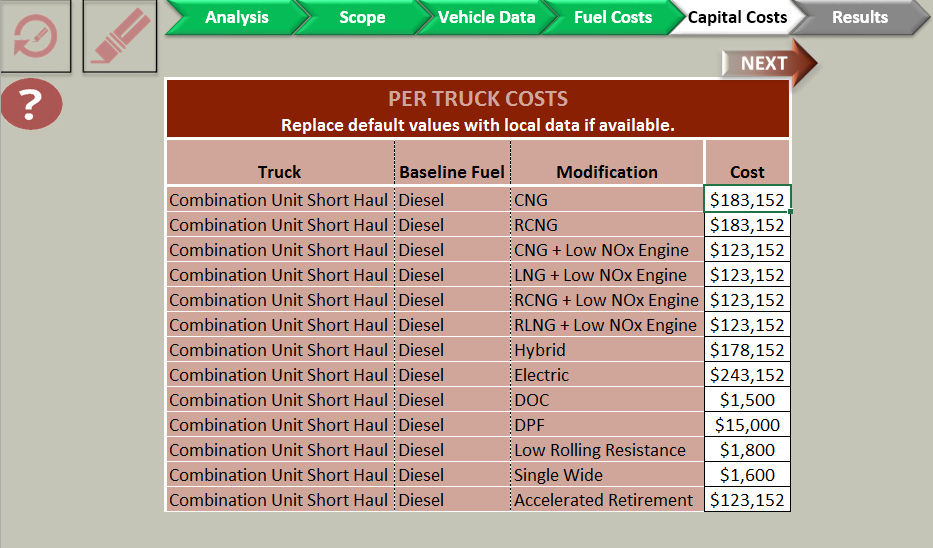 Analysis Scope Vehicle Data Fuel Costs Capital Costs Results
NEXT
?
PER TRUCK COSTS
Replace default values with local data if available.
Truck Baseline Fuel Modification Cost
Combination Unit Short Haul Diesel CNG $183,152
Combination Unit Short Haul Diesel RCNG $183,152
Combination Unit Short Haul Diesel CNG + Low NOx Engine $123,152
Combination Unit Short Haul Diesel LNG + Low NOx Engine $123,152
Combination Unit Short Haul Diesel RCNG + Low NOx Engine $123,152
Combination Unit Short Haul Diesel RLNG + Low NOx Engine $123,152
Combination Unit Short Haul Diesel Hybrid $178,152
Combination Unit Short Haul Diesel Electric $243,152
Combination Unit Short Haul Diesel DOC $1,500
Combination Unit Short Haul Diesel DPF $15,000
Combination Unit Short Haul Diesel Low Rolling Resistance $1,800
Combination Unit Short Haul Diesel Single Wide $1,600
Combination Unit Short Haul Diesel Accelerated Retirement $123,152